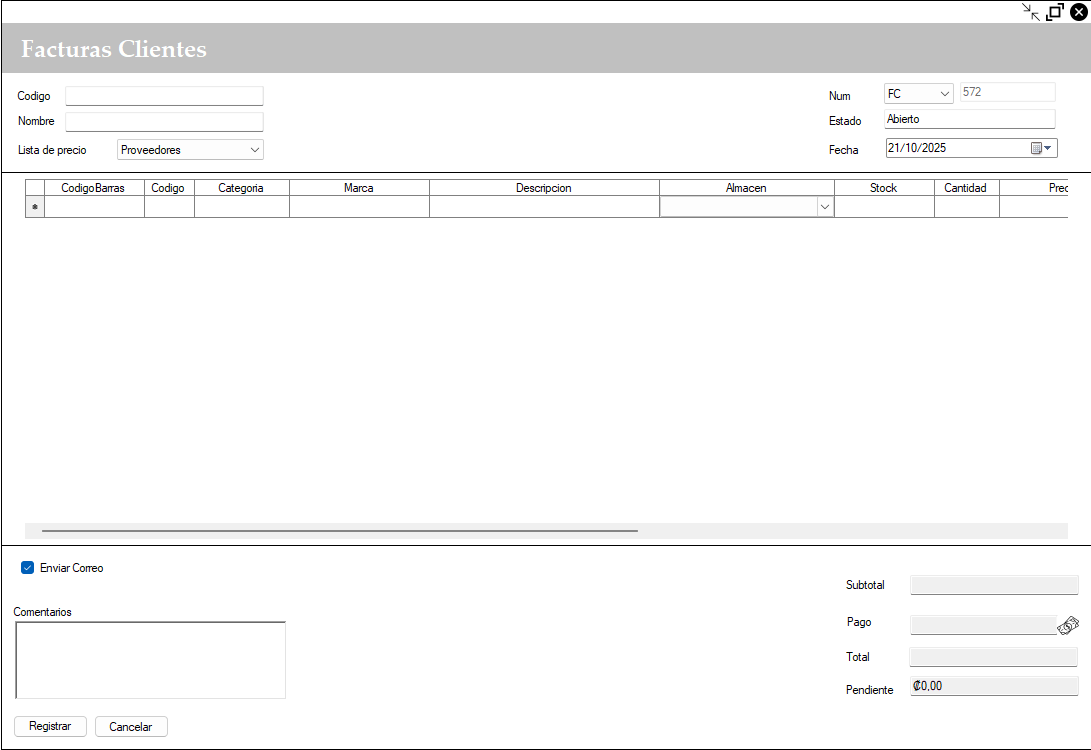 Facturas Clientes
Codigo
Num FC 572
Nombre
Estado Abierto
Lista de precio Proveedores
Fecha 21/10/2025
CodigoBarras Codigo Categoria Marca Descripcion Almacen Stock Cantidad Prec
Enviar Correo
Subtotal
Comentarios
Pago
Total
Pendiente ₡0,00
Registrar Cancelar